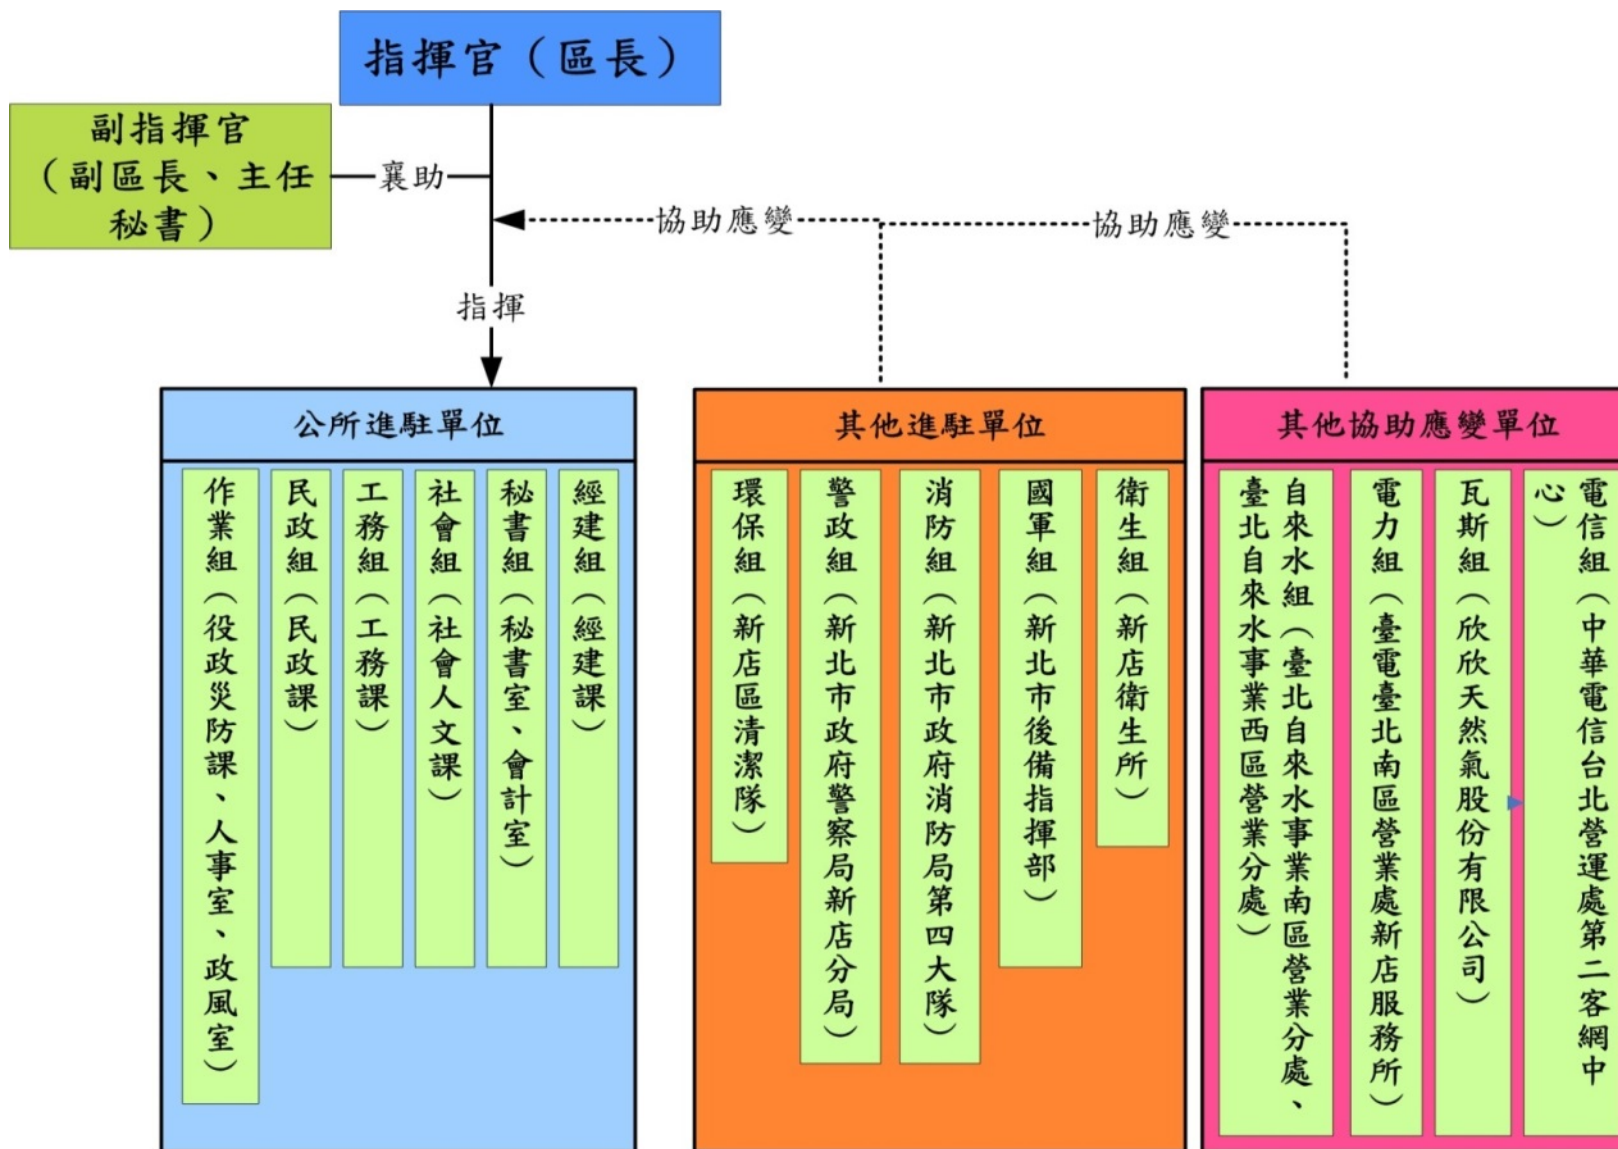 指揮官（區長）
副指揮官
（副區長、主任
秘書）
襄助
協助應變
協助應變
指揮
公所進駐單位
作業組（役政災防課、人事室、政風室）
民政組（民政課）
工務組（工務課）
社會組（社會人文課）
秘書組（秘書室、會計室）
經建組（經建課）
其他進駐單位
環保組（新店區清潔隊）
警政組（新北市政府警察局新店分局）
消防組（新北市政府消防局第四大隊）
國軍組（新北市後備指揮部）
衛生組（新店衛生所）
其他協助應變單位
自來水組（臺北自來水事業南區營業分處、
臺北自來水事業西區營業分處）
電力組（臺電臺北南區營業處新店服務所）
瓦斯組（欣欣天然氣股份有限公司）
電信組（中華電信台北營運處第二客網中
心）